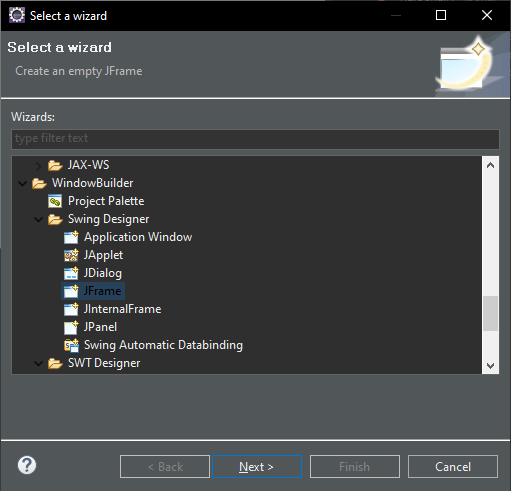 Select a wizard
Select a wizard
Create an empty JFrame
Wizards:
type filter text
JAX-WS
WindowBuilder
Project Palette
Swing Designer
Application Window
JApplet
JDialog
JFrame
JInternalFrame
JPanel
Swing Automatic Databinding
SWT Designer
?
< Back
Next >
Finish
Cancel